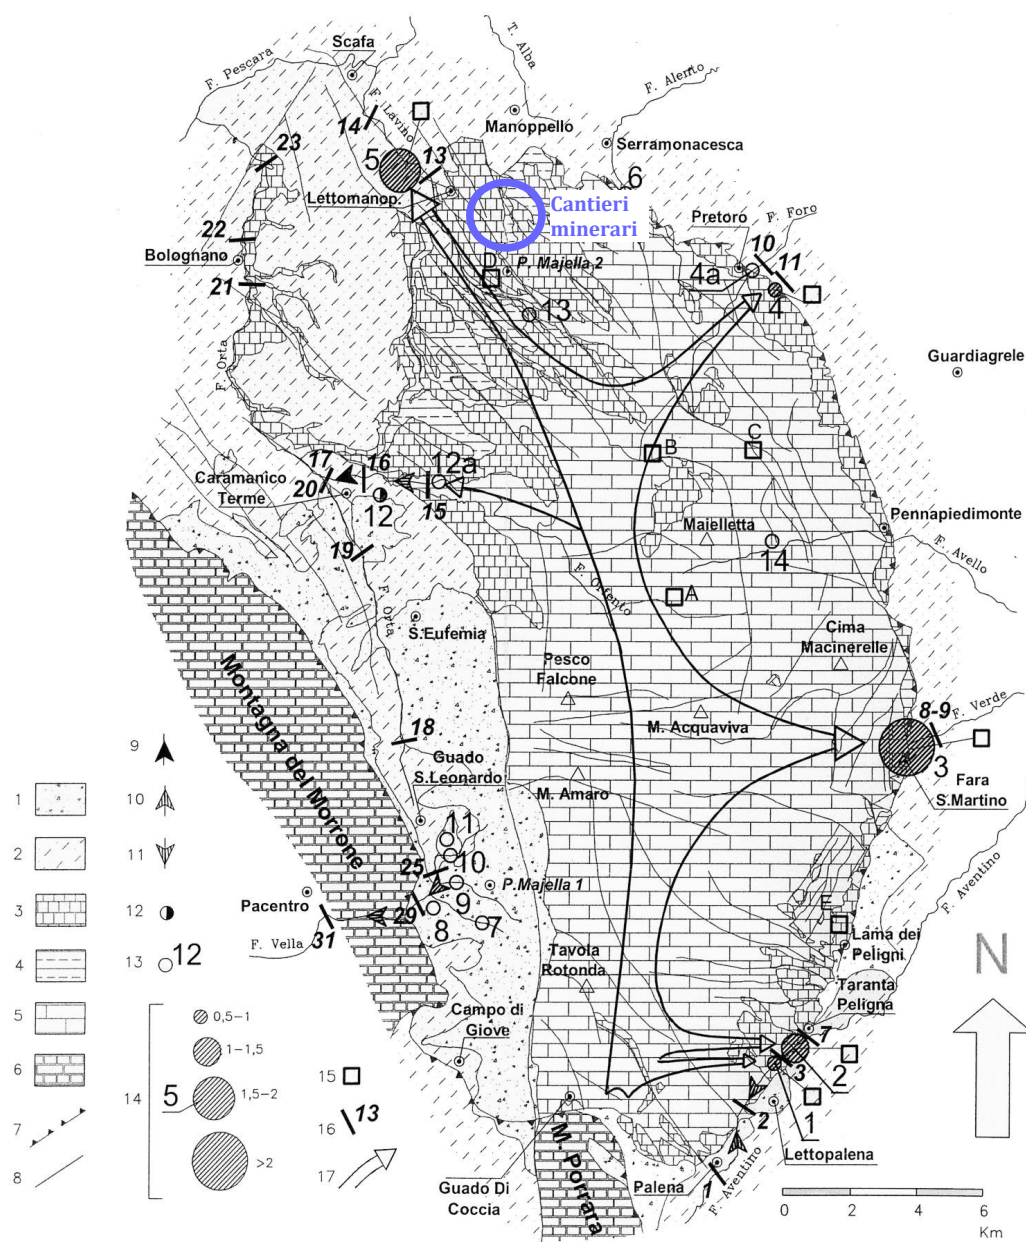 Scafa
F. Pescara
T. Alba
F. Alento
F. Lavino
14
Manoppello
Serramonacesca
23
5
13
6
Lettomanop.
Cantieri
minerari
Pretoro
F. Foro
22
10
Bolognano
D
P. Majella 2
4a
11
21
13
4
F. Orta
Guardiagrele
B
C
17
16
12a
Caramanico
Terme
20
12
15
Pennapiedimonte
Maielletta
19
14
F. Avello
F. Orfento
A
F. Orta
S.Eufemia
Cima
Macinerelle
Pesco
Falcone
Montagna del Morrone
8-9
F. Verde
18
M. Acquaviva
9
Guado
S.Leonardo
3
Fara
S.Martino
M. Amaro
1
10
11
2
11
10
25
P.Majella 1
F. Aventino
3
12
Pacentro
29
9
E
8
7
31
F. Vella
Lama dei
Peligni
4
13
12
Tavola
Rotonda
Taranta
Peligna
N
5
0,5-1
Campo di
Giove
7
1-1,5
3
2
6
15
14
5
1,5-2
1
7
16
13
2
Lettopalena
8
>2
17
M. Porrara
Guado Di
Coccia
Palena
1
F. Aventino
0
2
4
6
Km